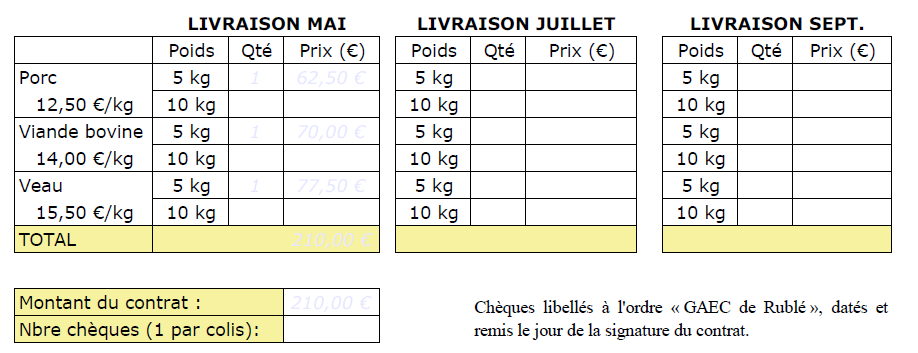 LIVRAISON MAI LIVRAISON JUILLET LIVRAISON SEPT.
Poids Qté Prix (€) Poids Qté Prix (€) Poids Qté Prix (€)
Porc 5 kg 1 62,50 € 5 kg 5 kg
12,50 €/kg 10 kg 10 kg 10 kg
Viande bovine 5 kg 1 70,00 € 5 kg 5 kg
14,00 €/kg 10 kg 10 kg 10 kg
Veau 5 kg 1 77,50 € 5 kg 5 kg
15,50 €/kg 10 kg 10 kg 10 kg
TOTAL 210,00 €
Montant du contrat : 210,00 €
Nbre chèques (1 par colis):
Chèques libellés à l'ordre « GAEC de Rublé », datés et
remis le jour de la signature du contrat.